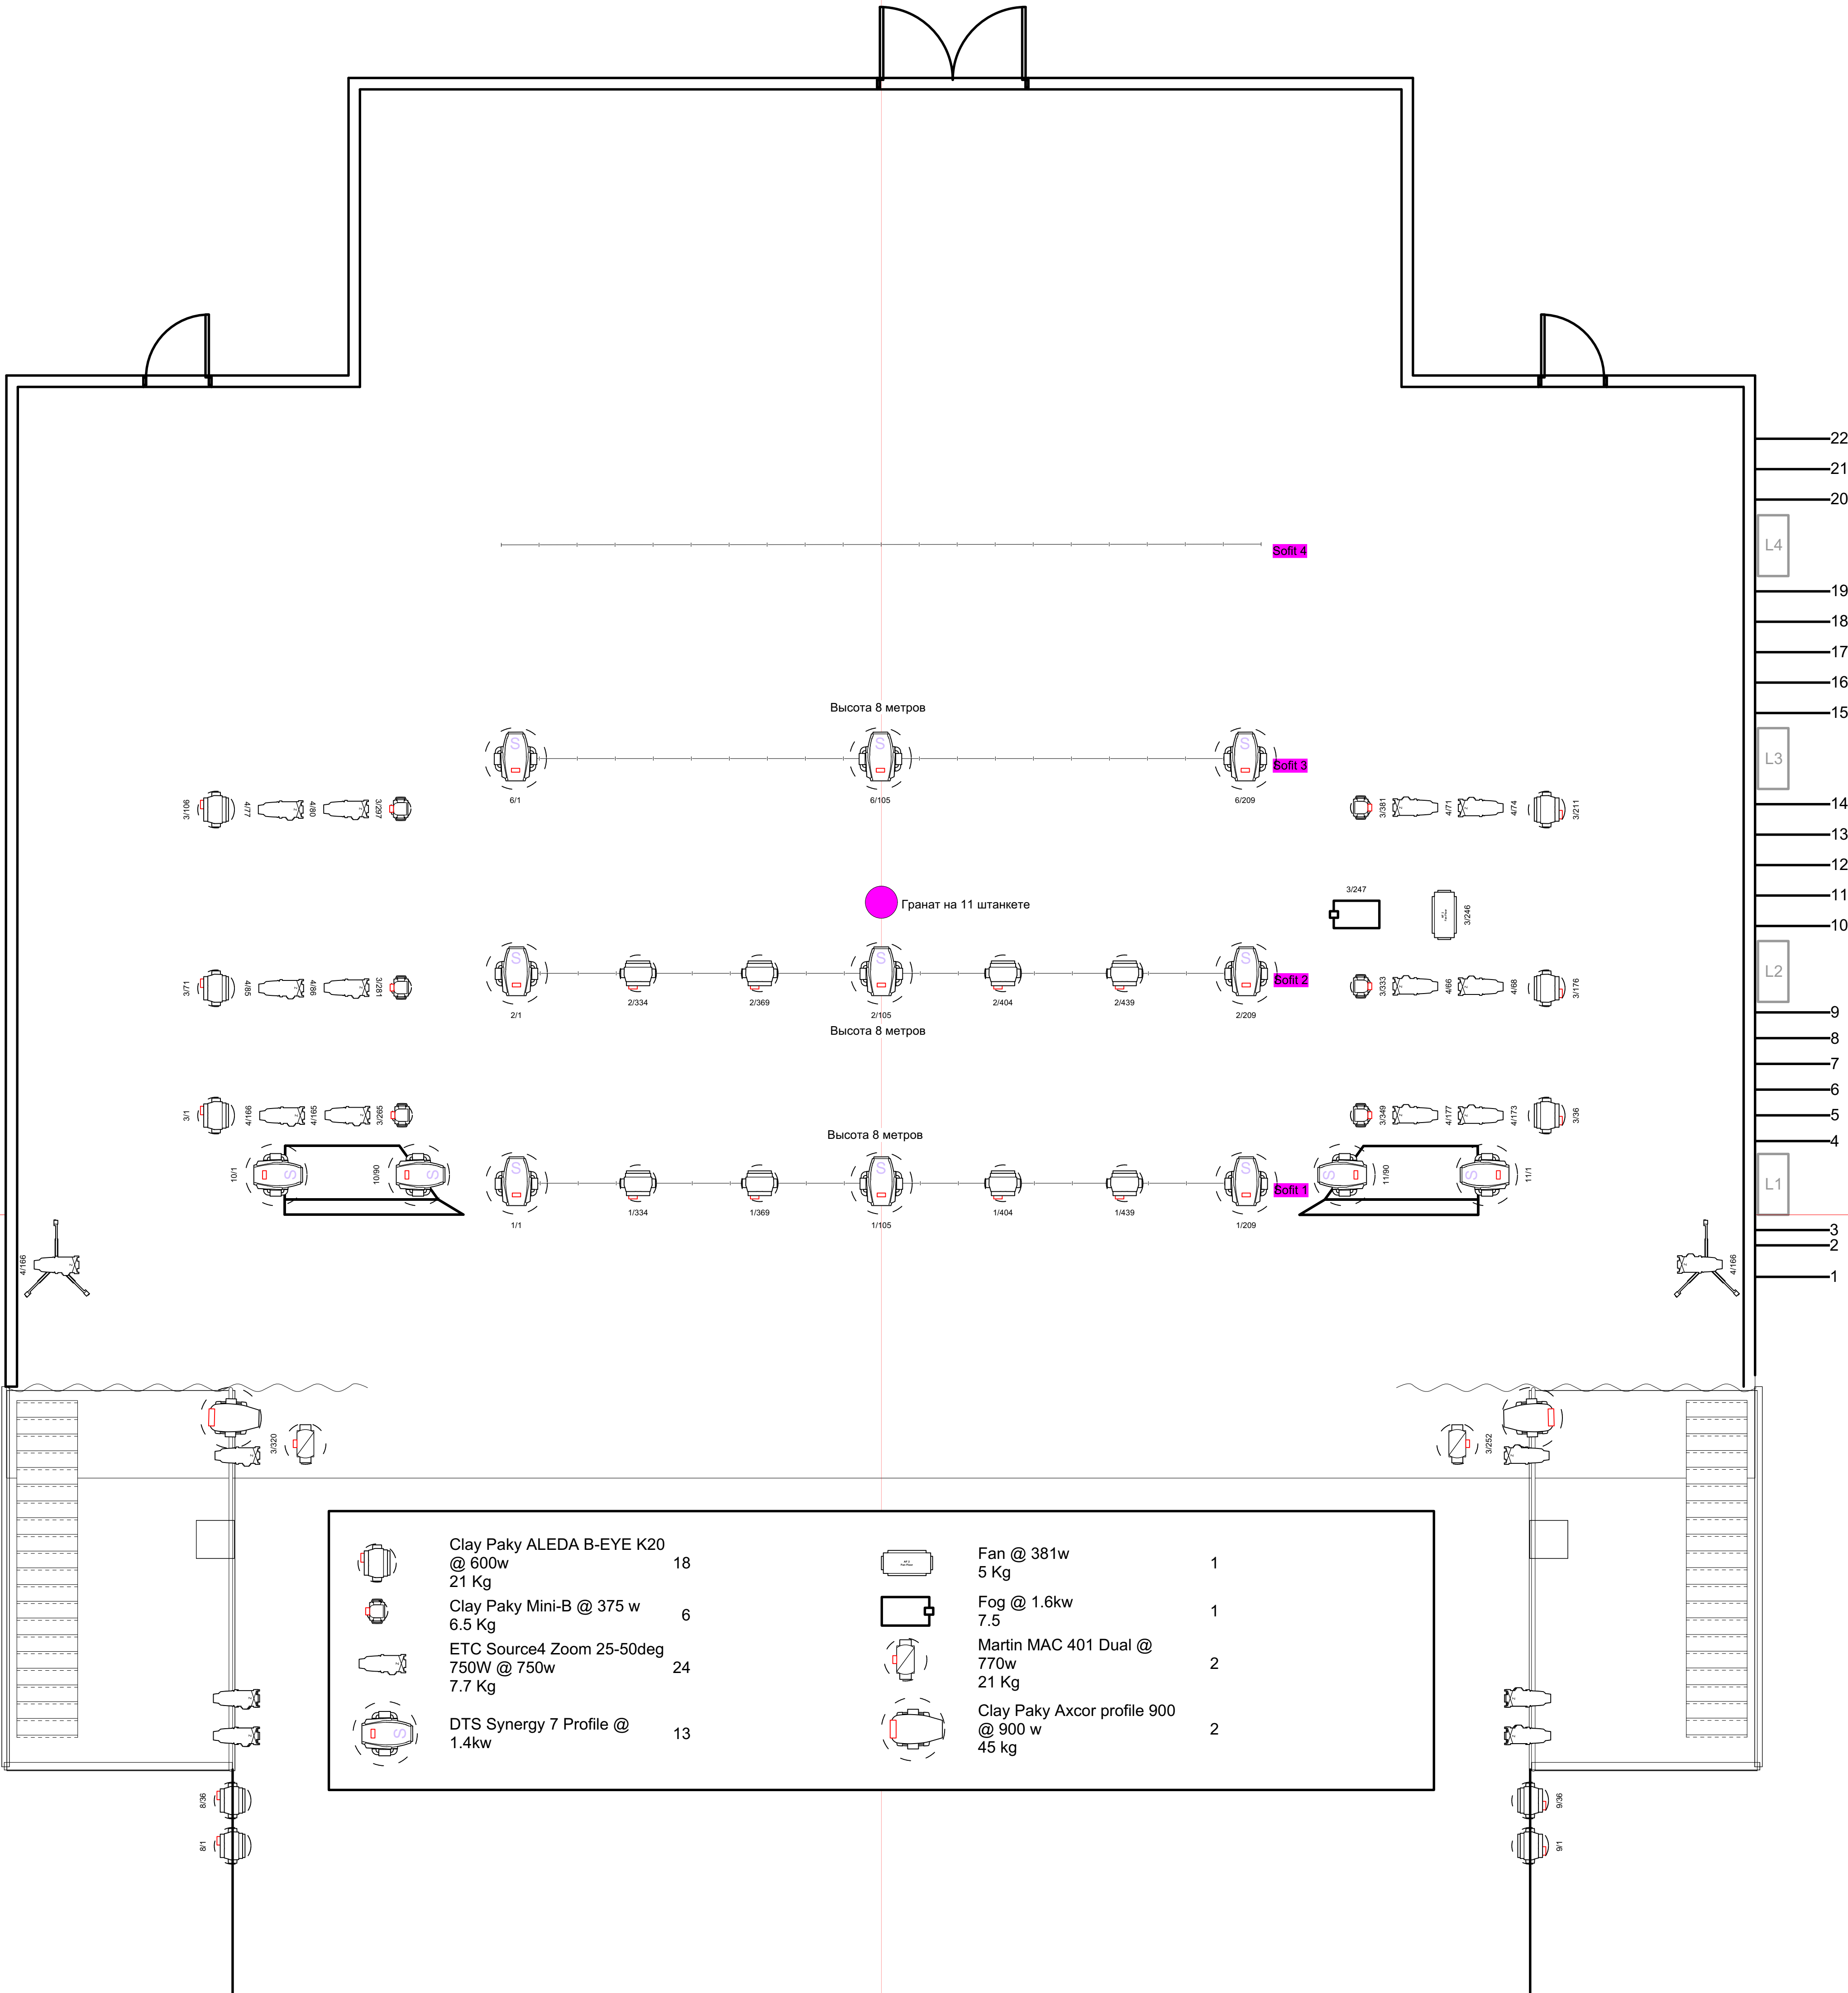 22
21
20
Sofit 4
L4
19
18
17
16
15
Высота 8 метров
S
S
S
Sofit 3
L3
6/1
6/105
6/209
3/106
4/77
4/80
3/297
3/381
4/71
4/74
3/211
14
13
12
11
10
3/247
3/246
Гранат на 11 штанкете
S
S
S
Sofit 2
L2
3/71
4/85
4/86
3/281
3/333
4/66
4/68
3/176
2/1
2/334
2/369
2/105
2/404
2/439
2/209
Высота 8 метров
9
8
7
6
5
4
3/1
4/166
4/165
3/265
3/349
4/177
4/173
3/36
Высота 8 метров
10/1
S
10/90
S
S
S
S
Sofit 1
S
11/90
S
11/1
L1
1/1
1/334
1/369
1/105
1/404
1/439
1/209
3
2
1
4/166
4/166
3/320
3/252
Clay Paky ALEDA B-EYE K20
@ 600w
21 Kg
18
Clay Paky Mini-B @ 375 w
6.5 Kg
6
ETC Source4 Zoom 25-50deg
750W @ 750w
7.7 Kg
24
DTS Synergy 7 Profile @
1.4kw
13
S
Fan @ 381w
5 Kg
1
Fog @ 1.6kw
7.5
1
Martin MAC 401 Dual @
770w
21 Kg
2
Clay Paky Axcor profile 900
@ 900 w
45 kg
2
8/36
8/1
9/36
9/1